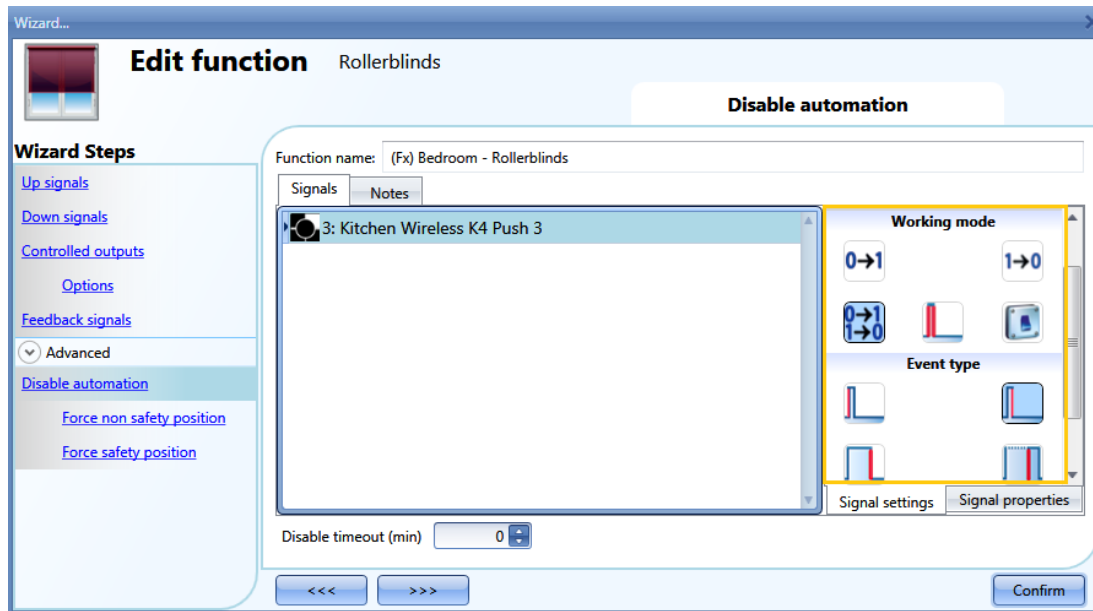 Wizard...
Edit function Rollerblinds
Disable automation
Wizard Steps
Up signals
Down signals
Controlled outputs
Options
Feedback signals
Advanced
Disable automation
Force non safety position
Force safety position
Function name: (Fx) Bedroom - Rollerblinds
Signals Notes
3: Kitchen Wireless K4 Push 3
Working mode
0→1 1→0
0→1
1→0
Event type
Signal settings Signal properties
Disable timeout (min) 0
<<< >>> Confirm